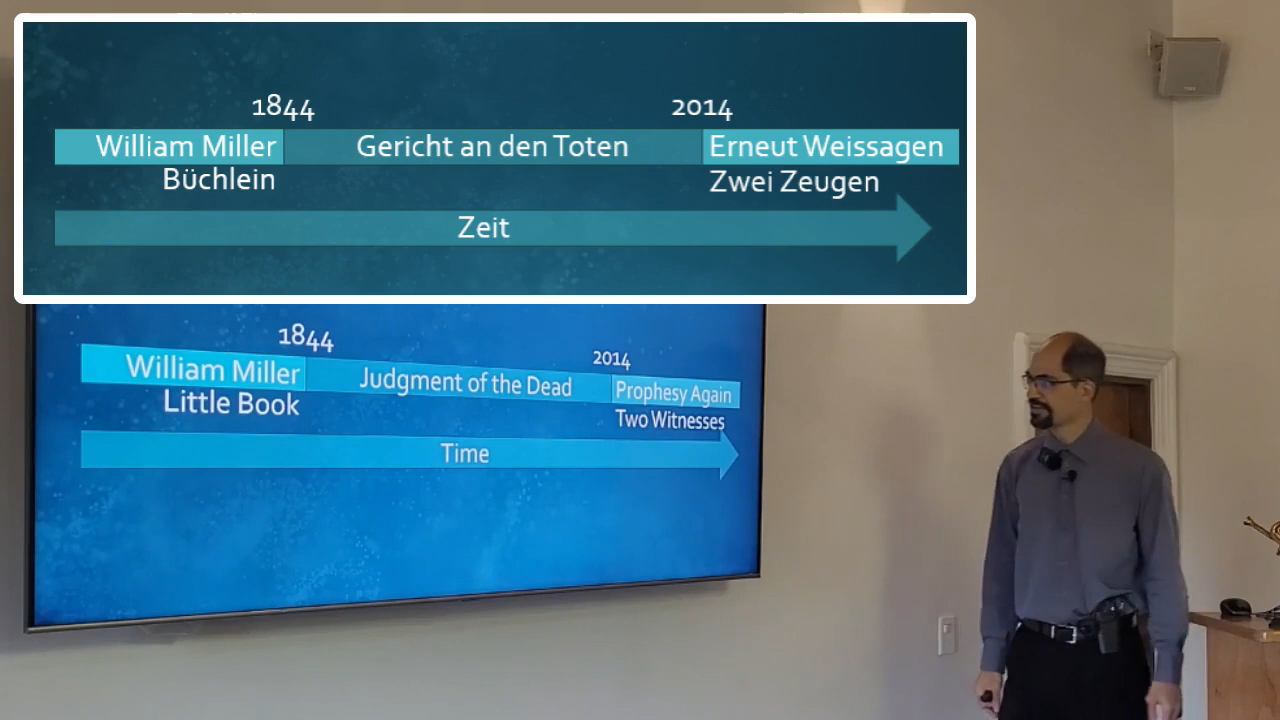 1844 2014
William Miller Gericht an den Toten Erneut Weissagen
Büchlein Zwei Zeugen
Zeit
1844 2014
William Miller Judgment of the Dead Prophesy Again
Little Book Two Witnesses
Time